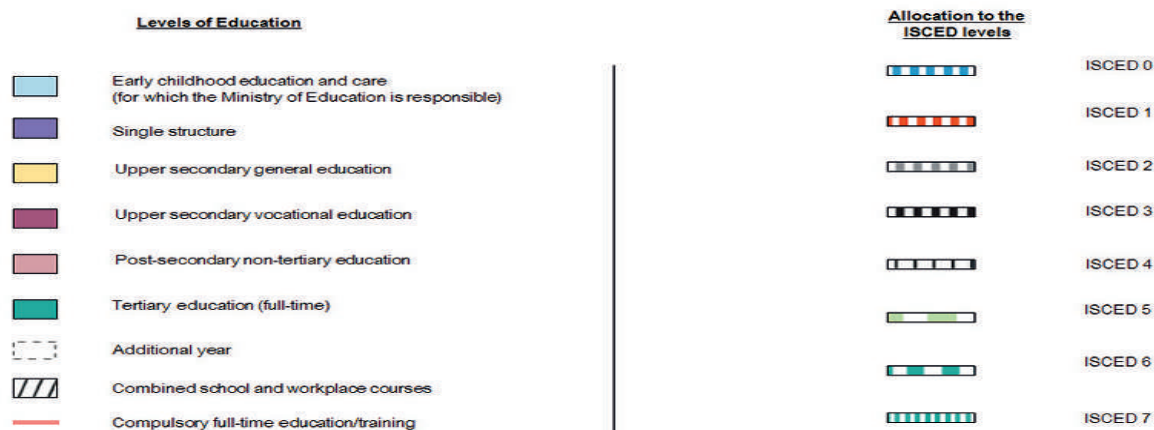 Levels of Education
Early childhood education and care
(for which the Ministry of Education is responsible)
Single structure
Upper secondary general education
Upper secondary vocational education
Post-secondary non-tertiary education
Tertiary education (full-time)
Additional year
Combined school and workplace courses
Compulsory full-time education/training
Allocation to the
ISCED levels
ISCED 0
ISCED 1
ISCED 2
ISCED 3
ISCED 4
ISCED 5
ISCED 6
ISCED 7